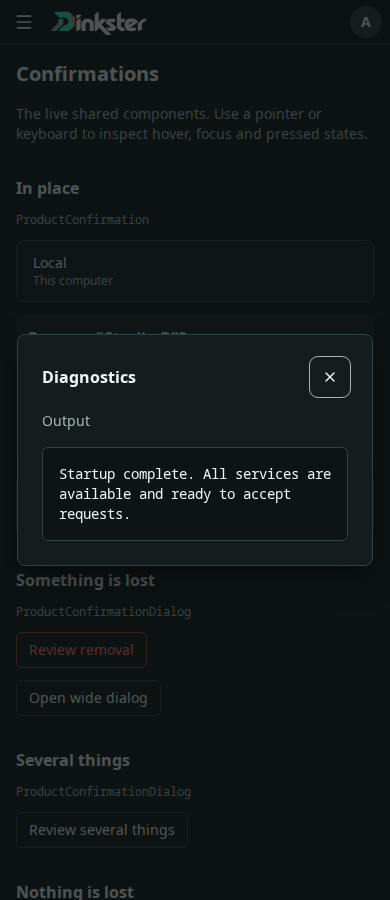 Dinkster
A
Confirmations
The live shared components. Use a pointer or
keyboard to inspect hover, focus and pressed states.
In place
ProductConfirmation
Local
This computer
Diagnostics
Output
Startup complete. All services are
available and ready to accept
requests.
Something is lost
ProductConfirmationDialog
Review removal
Open wide dialog
Several things
ProductConfirmationDialog
Review several things
Nothing is lost